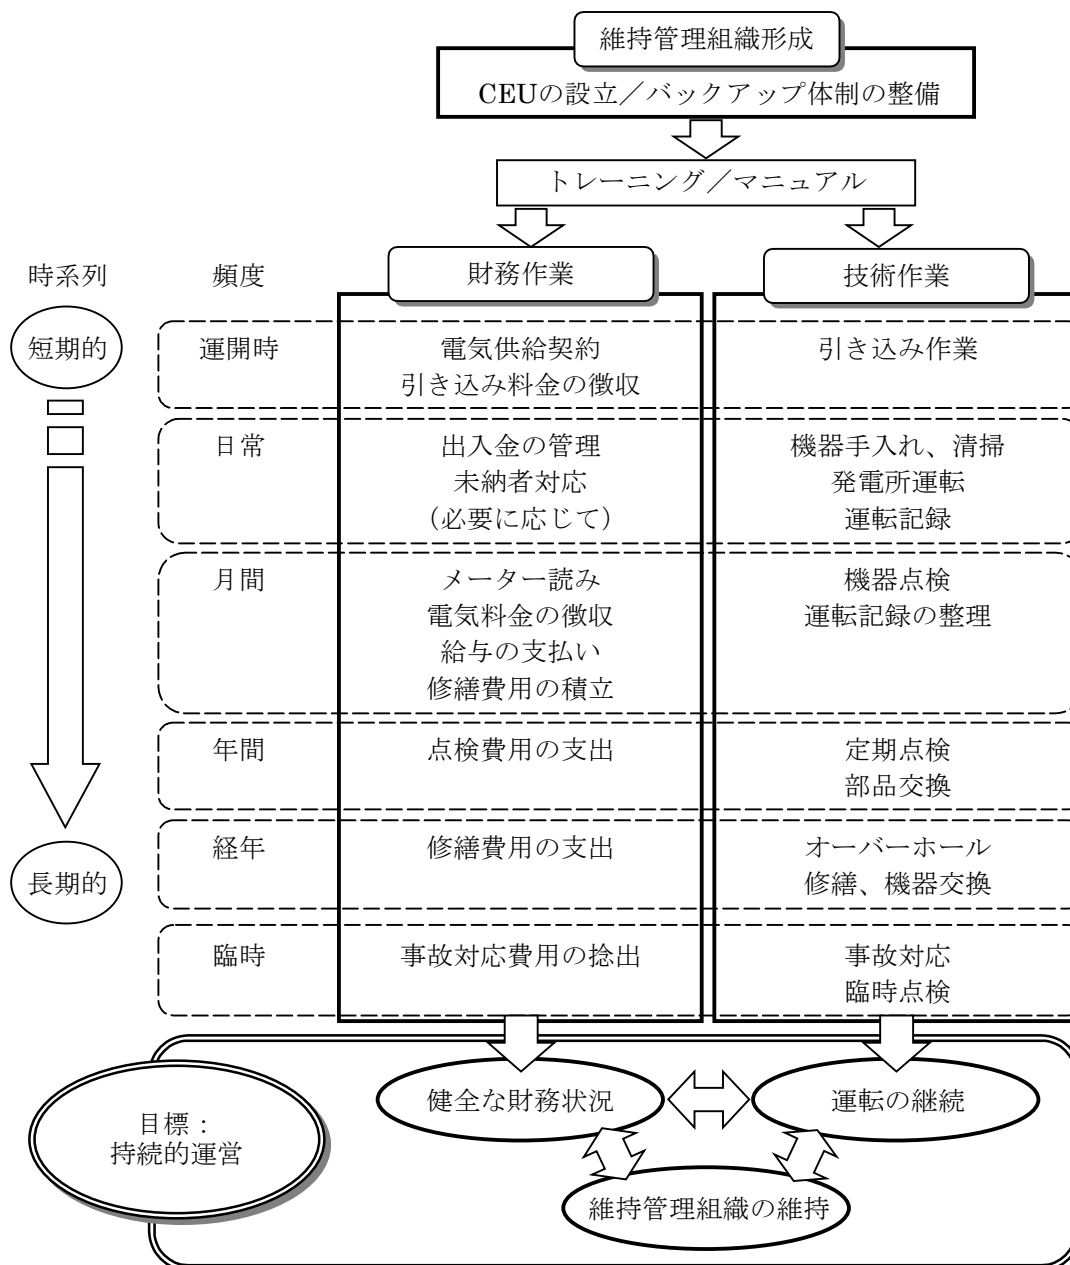 維持管理組織形成
CEUの設立／バックアップ体制の整備
トレーニング／マニュアル
時系列
頻度
財務作業
技術作業
短期的
運開時
電気供給契約
引き込み料金の徴収
引き込み作業
日常
出入金の管理
未納者対応
（必要に応じて）
機器手入れ、清掃
発電所運転
運転記録
月間
メーター読み
電気料金の徴収
給与の支払い
修繕費用の積立
機器点検
運転記録の整理
年間
点検費用の支出
定期点検
部品交換
長期的
経年
修繕費用の支出
オーバーホール
修繕、機器交換
臨時
事故対応費用の捻出
事故対応
臨時点検
目標：
持続的運営
健全な財務状況
運転の継続
維持管理組織の維持